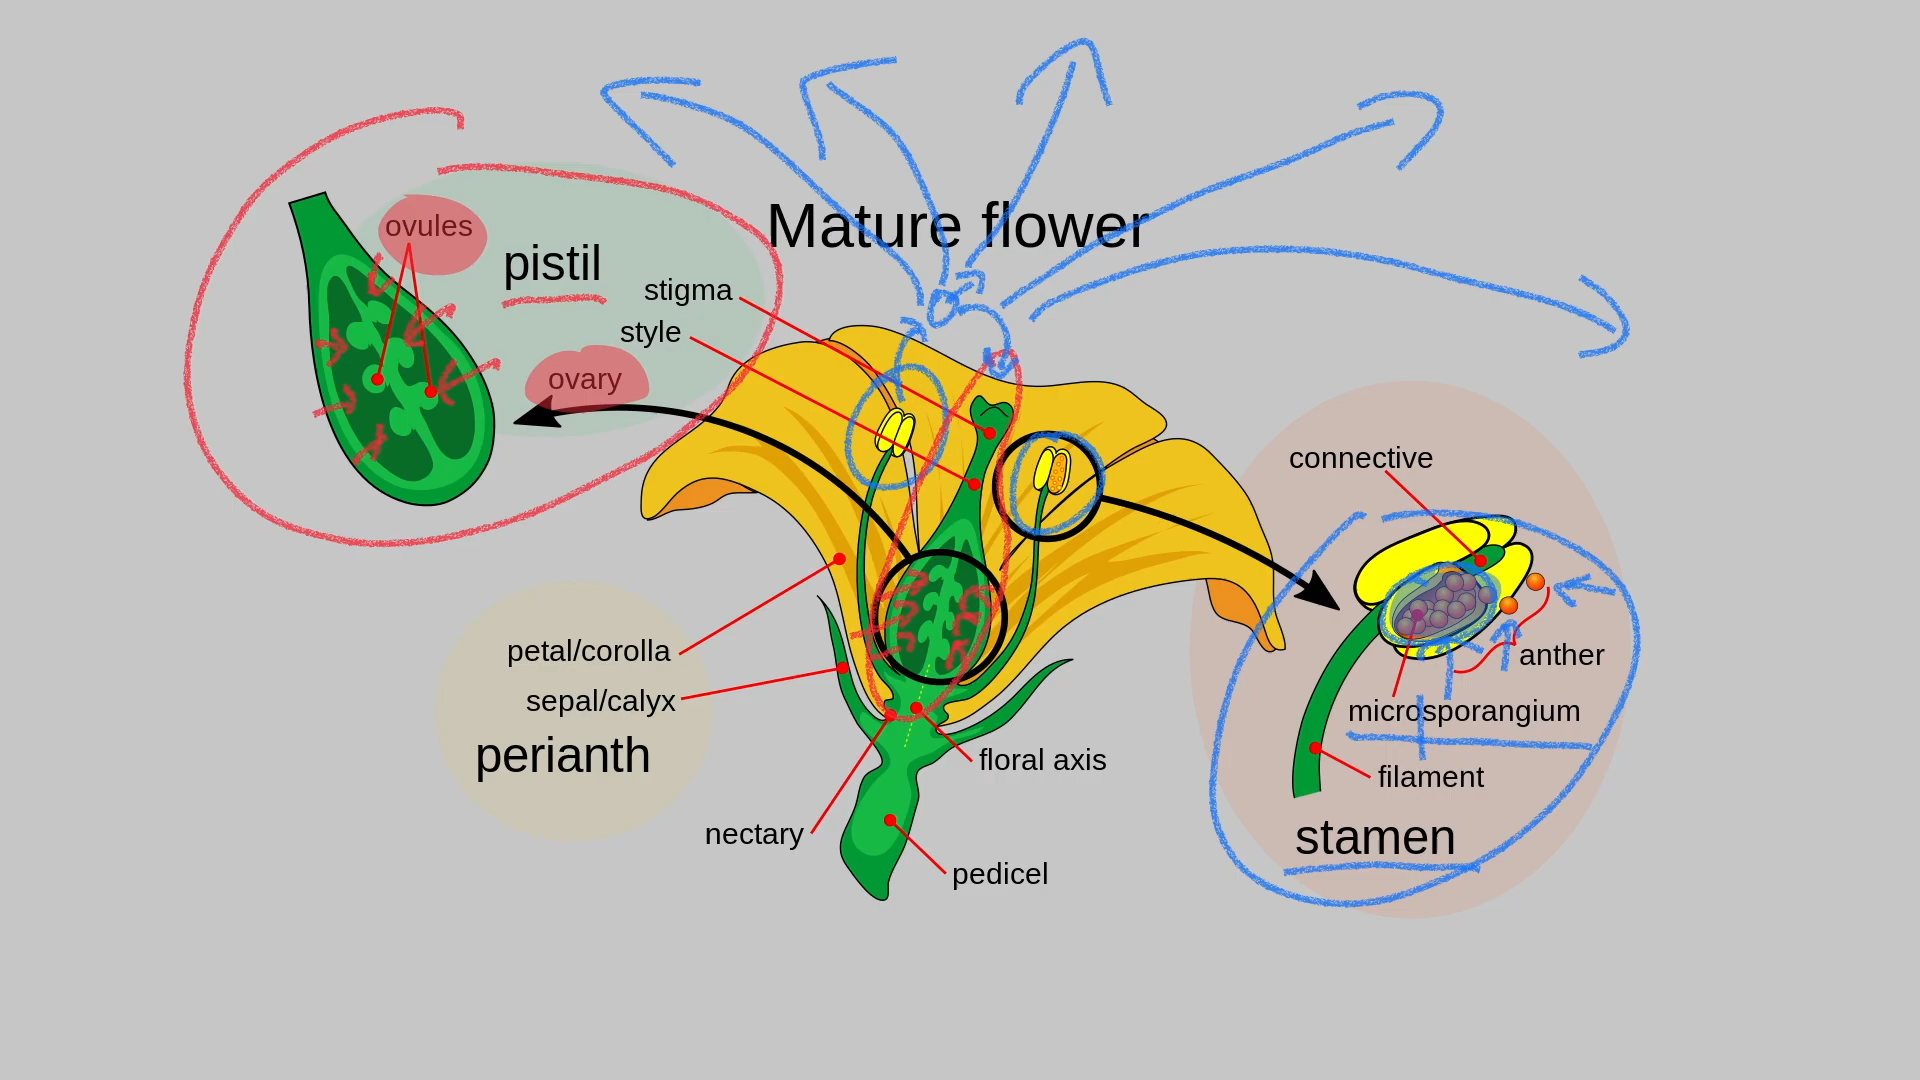 Mature flower
ovules
pistil
stigma
style
ovary
connective
petal/corolla
sepal/calyx
perianth
anther
microsporangium
filament
stamen
floral axis
nectary
pedicel